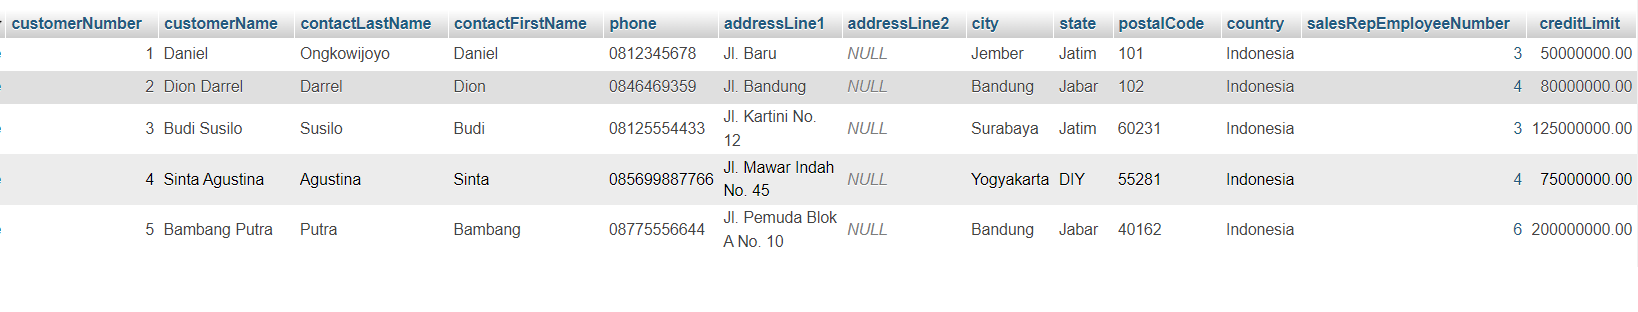 customerNumber customerName contactLastName contactFirstName phone addressLine1 addressLine2 city state postalCode country salesRepEmployeeNumber creditLimit
1 Daniel Ongkowijoyo Daniel 0812345678 Jl. Baru NULL Jember Jatim 101 Indonesia 3 50000000.00
2 Dion Darrel Darrel Dion 0846469359 Jl. Bandung NULL Bandung Jabar 102 Indonesia 4 80000000.00
3 Budi Susilo Susilo Budi 08125554433 Jl. Kartini No. 12 NULL Surabaya Jatim 60231 Indonesia 3 125000000.00
4 Sinta Agustina Agustina Sinta 085699887766 Jl. Mawar Indah No. 45 NULL Yogyakarta DIY 55281 Indonesia 4 75000000.00
5 Bambang Putra Putra Bambang 08775556644 Jl. Pemuda Blok A No. 10 NULL Bandung Jabar 40162 Indonesia 6 200000000.00